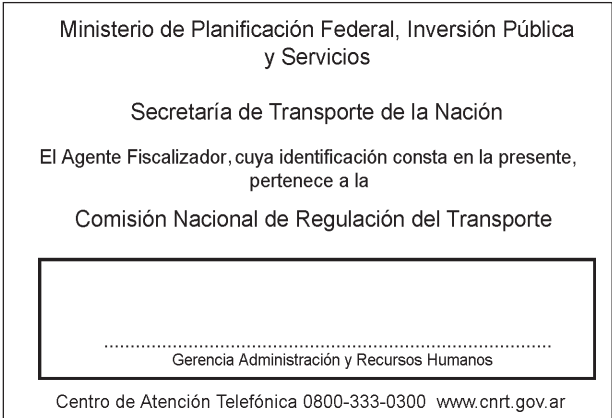 Ministerio de Planificación Federal, Inversión Pública
y Servicios
Secretaría de Transporte de la Nación
El Agente Fiscalizador, cuya identificación consta en la presente,
pertenece a la
Comisión Nacional de Regulación del Transporte
......................................................................................
Gerencia Administración y Recursos Humanos
Centro de Atención Telefónica 0800-333-0300 www.cnrt.gov.ar